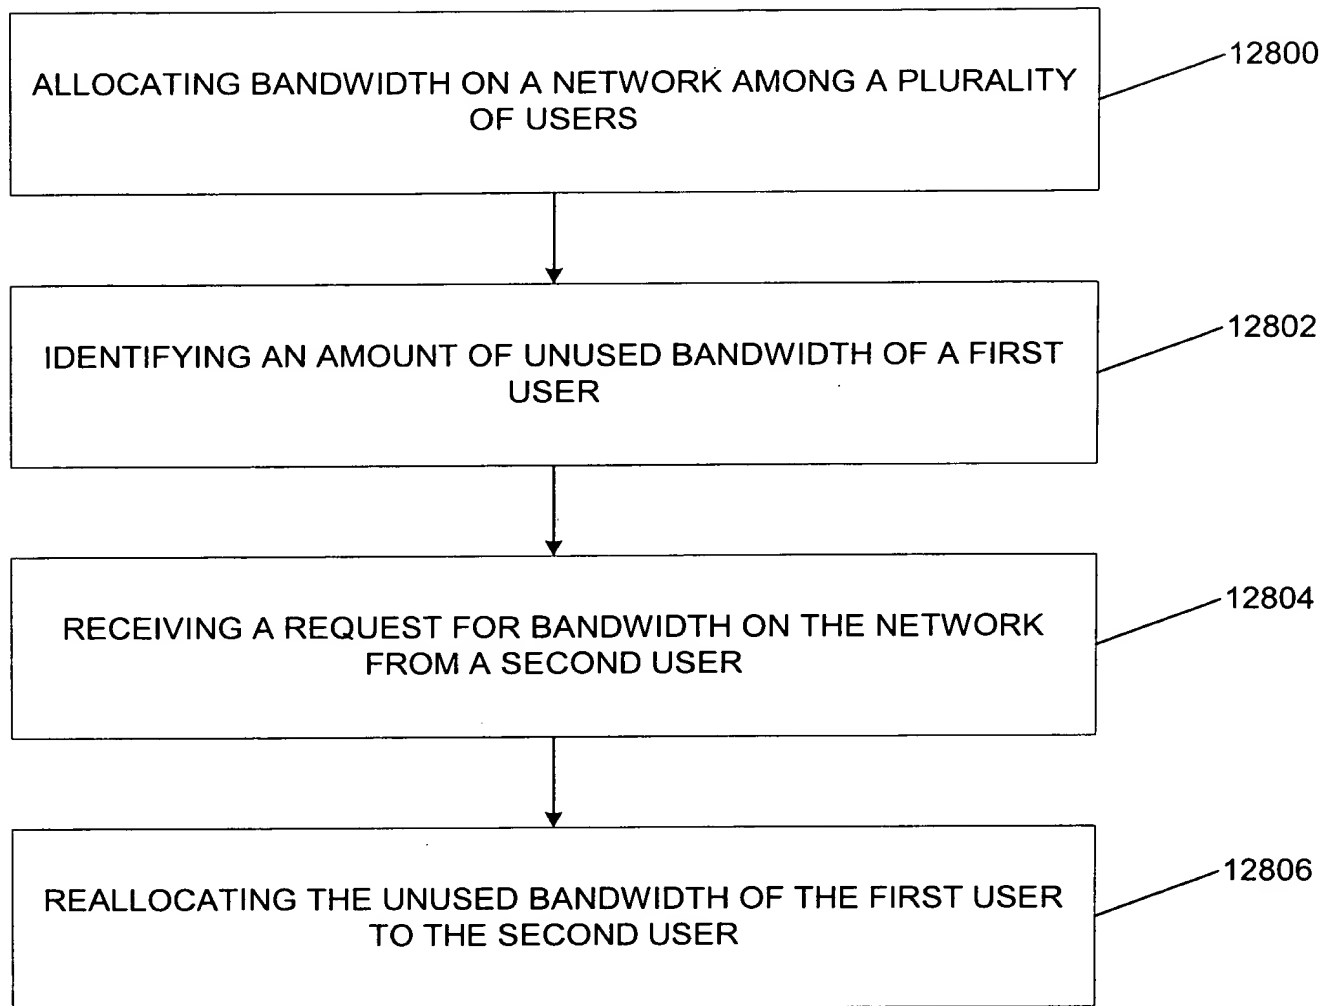 12800
ALLOCATING BANDWIDTH ON A NETWORK AMONG A PLURALITY
OF USERS
12802
IDENTIFYING AN AMOUNT OF UNUSED BANDWIDTH OF A FIRST
USER
12804
RECEIVING A REQUEST FOR BANDWIDTH ON THE NETWORK
FROM A SECOND USER
12806
REALLOCATING THE UNUSED BANDWIDTH OF THE FIRST USER
TO THE SECOND USER